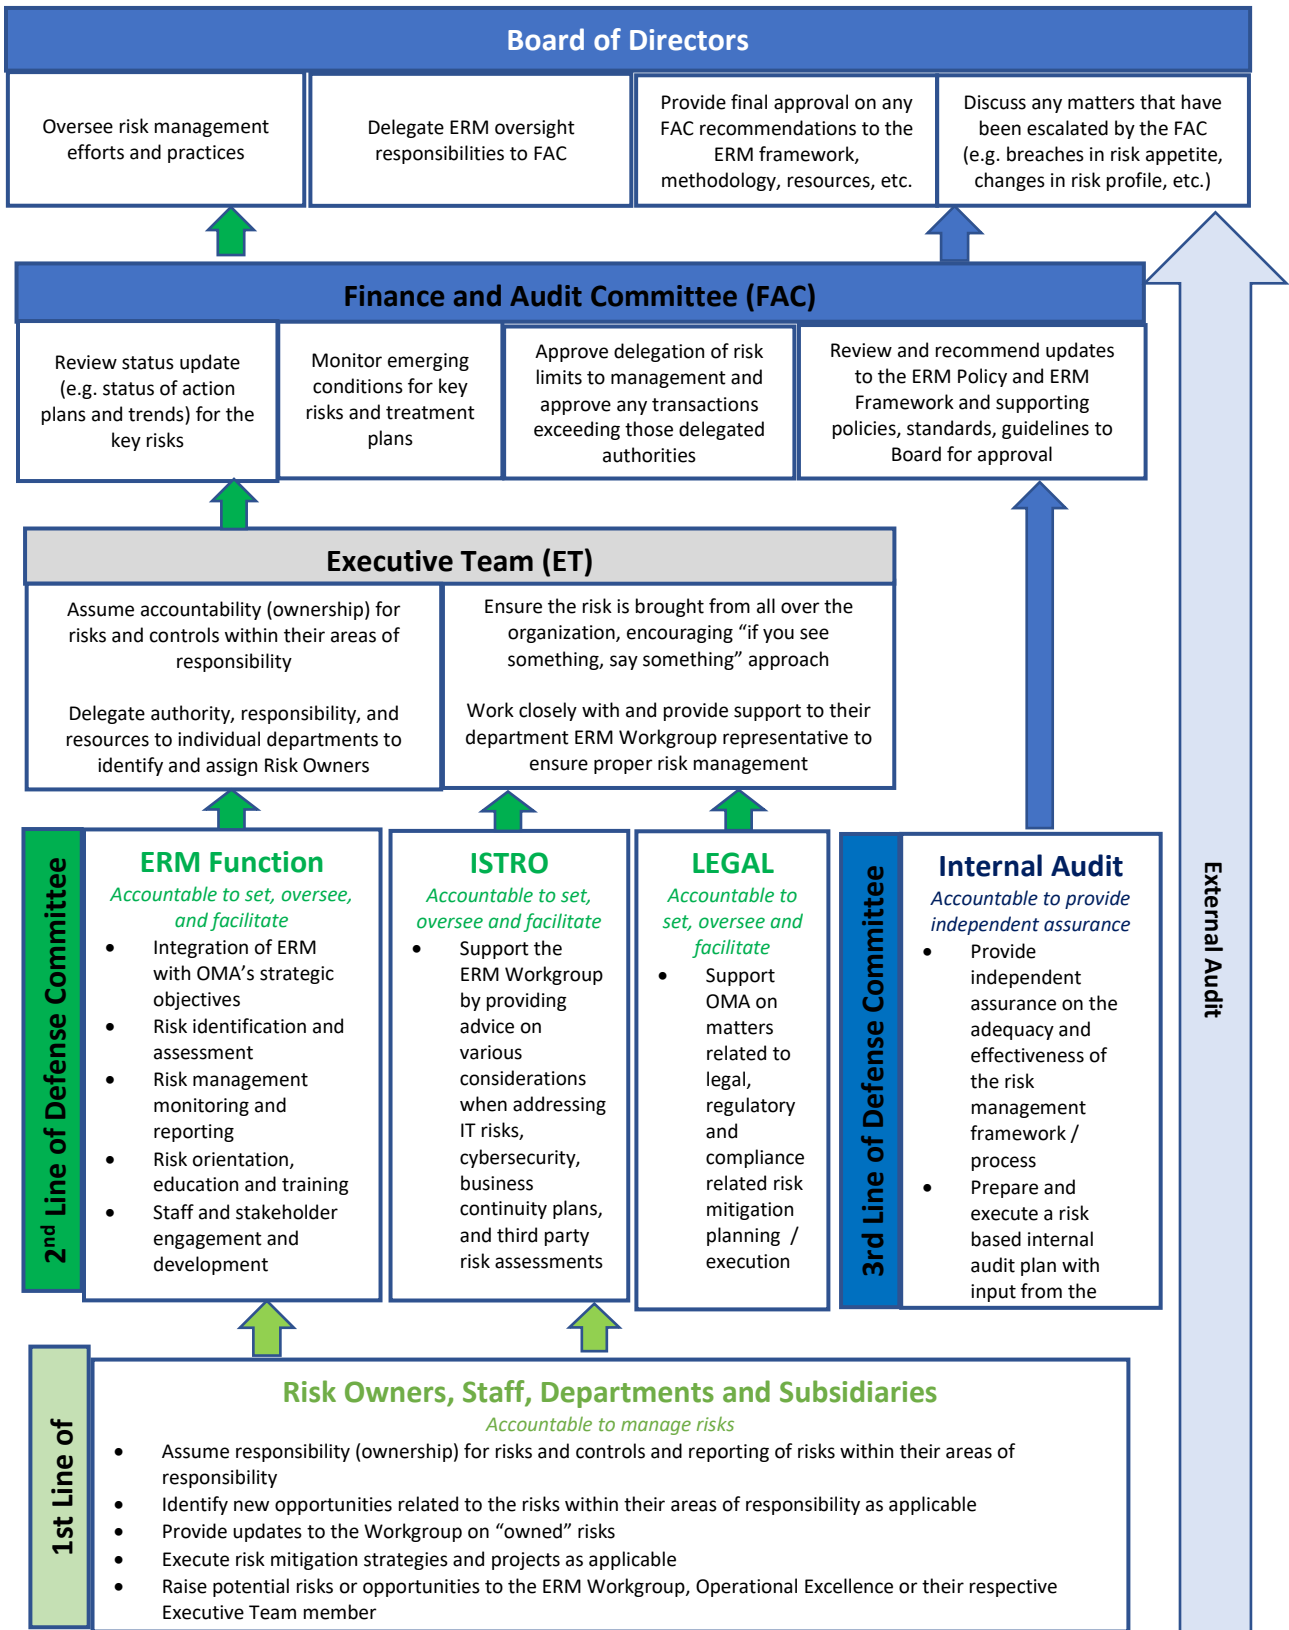 Board of Directors
Oversee risk management
efforts and practices
Delegate ERM oversight
responsibilities to FAC
Provide final approval on any
FAC recommendations to the
ERM framework,
methodology, resources, etc.
Discuss any matters that have
been escalated by the FAC
(e.g. breaches in risk appetite,
changes in risk profile, etc.)
Finance and Audit Committee (FAC)
Review status update
(e.g. status of action
plans and trends) for the
key risks
Monitor emerging
conditions for key
risks and treatment
plans
Approve delegation of risk
limits to management and
approve any transactions
exceeding those delegated
authorities
Review and recommend updates
to the ERM Policy and ERM
Framework and supporting
policies, standards, guidelines to
Board for approval
Executive Team (ET)
Assume accountability (ownership) for
risks and controls within their areas of
responsibility
Delegate authority, responsibility, and
resources to individual departments to
identify and assign Risk Owners
Ensure the risk is brought from all over the
organization, encouraging “if you see
something, say something” approach
Work closely with and provide support to their
department ERM Workgroup representative to
ensure proper risk management
2nd Line of Defense Committee
ERM Function
Accountable to set, oversee,
and facilitate
• Integration of ERM
with OMA’s strategic
objectives
• Risk identification and
assessment
• Risk management
monitoring and
reporting
• Risk orientation,
education and training
• Staff and stakeholder
engagement and
development
ISTRO
Accountable to set,
oversee and facilitate
• Support the
ERM Workgroup
by providing
advice on
various
considerations
when addressing
IT risks,
cybersecurity,
business
continuity plans,
and third party
risk assessments
LEGAL
Accountable to
set, oversee and
facilitate
• Support
OMA on
matters
related to
legal,
regulatory
and
compliance
related risk
mitigation
planning /
execution
3rd Line of Defense Committee
Internal Audit
Accountable to provide
independent assurance
• Provide
independent
assurance on the
adequacy and
effectiveness of
the risk
management
framework /
process
• Prepare and
execute a risk
based internal
audit plan with
input from the
External Audit
1st Line of
Risk Owners, Staff, Departments and Subsidiaries
Accountable to manage risks
• Assume responsibility (ownership) for risks and controls and reporting of risks within their areas of
responsibility
• Identify new opportunities related to the risks within their areas of responsibility as applicable
• Provide updates to the Workgroup on “owned” risks
• Execute risk mitigation strategies and projects as applicable
• Raise potential risks or opportunities to the ERM Workgroup, Operational Excellence or their respective
Executive Team member